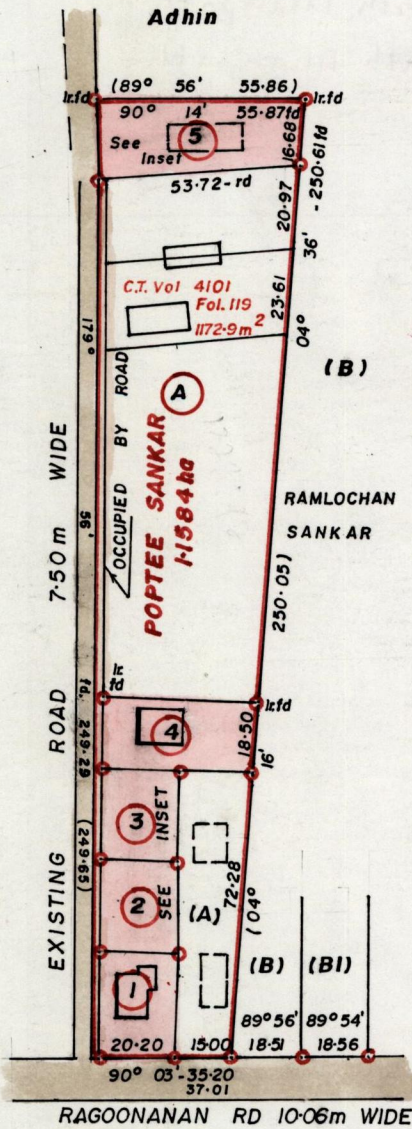 Adhin
(89° 56' 55.86)
Ir.fd Ir.fd
90° 14' 55.87fd
See
Inset
5
16.68
53.72-rd
20.97
- 250.61fd
36'
C.T. Vol 4101
Fol. 119
1172.9m²
23.61
04°
(B)
A
POPTEE SANKAR
1.1584ha
OCCUPIED BY ROAD
RAMLOCHAN
SANKAR
250.05)
179°
56'
fd. 249.29
(249.65)
EXISTING ROAD 7.50m WIDE
Ir.
fd
Ir.fd
4
18.50
16'
3
SEE INSET
2
(A)
72.28
(04°
1
(B) (B1)
89°56' 89°54'
20.20 15.00 18.51 18.56
90° 03'-35.20
37.01
RAGOONANAN RD 10.06m WIDE